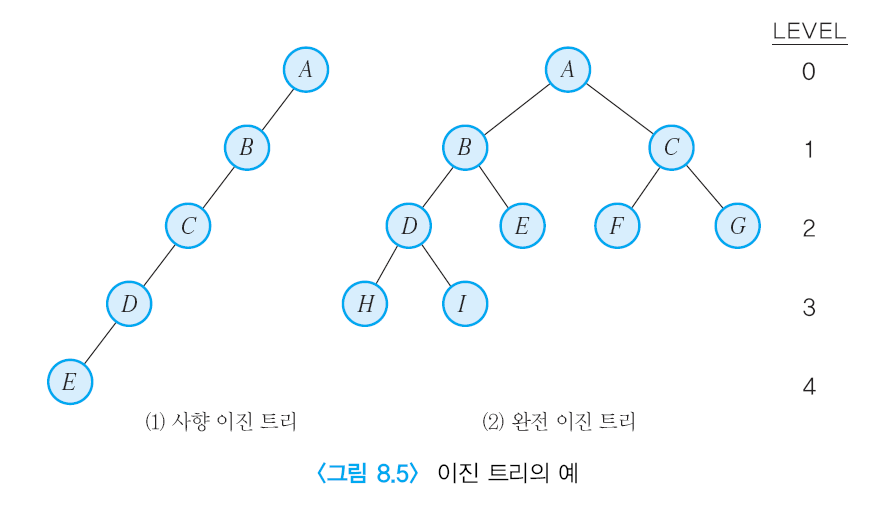 LEVEL
A A 0
B B C 1
C D E F G 2
D H I 3
E 4
(1) 사향 이진 트리 (2) 완전 이진 트리
〈그림 8.5〉 이진 트리의 예